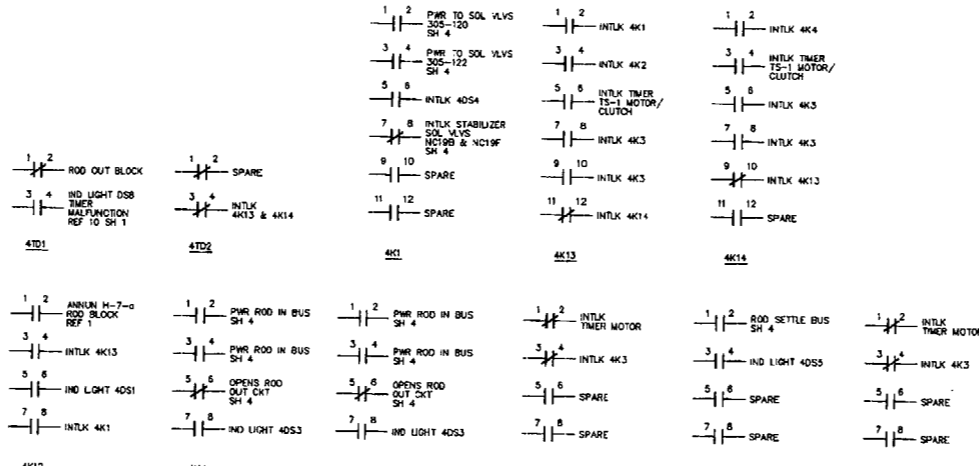 1 2 PWR TO SOL VLVS
305-120
SH 4
3 4 PWR TO SOL VLVS
305-122
SH 4
5 6 INTLK 4DS4
7 8 INTLK STABILIZER
SOL VLVS
NC19B & NC19F
SH 4
9 10 SPARE
11 12 SPARE
4K1
1 2 INTLK 4K1
3 4 INTLK 4K2
5 6 INTLK TIMER
TS-1 MOTOR/
CLUTCH
7 8 INTLK 4K3
9 10 INTLK 4K3
11 12 INTLK 4K14
4K13
1 2 INTLK 4K4
3 4 INTLK TIMER
TS-1 MOTOR/
CLUTCH
5 6 INTLK 4K3
7 8 INTLK 4K3
9 10 INTLK 4K13
11 12 SPARE
4K14
1 2 ROD OUT BLOCK
3 4 IND LIGHT DS8
TIMER
MALFUNCTION
REF 10 SH 1
4TD1
1 2 SPARE
3 4 INTLK
4K13 & 4K14
4TD2
1 2 ANNUN H-7-a
ROD BLOCK
REF 1
3 4 INTLK 4K13
5 6 IND LIGHT 4DS1
7 8 INTLK 4K1
1 2 PWR ROD IN BUS
SH 4
3 4 PWR ROD IN BUS
SH 4
5 6 OPENS ROD
OUT CKT
SH 4
7 8 IND LIGHT 4DS3
1 2 PWR ROD IN BUS
SH 4
3 4 PWR ROD IN BUS
SH 4
5 6 OPENS ROD
OUT CKT
SH 4
7 8 IND LIGHT 4DS3
1 2 INTLK
TIMER MOTOR
3 4 INTLK 4K3
5 6 SPARE
7 8 SPARE
1 2 ROD SETTLE BUS
SH 4
3 4 IND LIGHT 4DS5
5 6 SPARE
7 8 SPARE
1 2 INTLK
TIMER MOTOR
3 4 INTLK 4K3
5 6 SPARE
7 8 SPARE